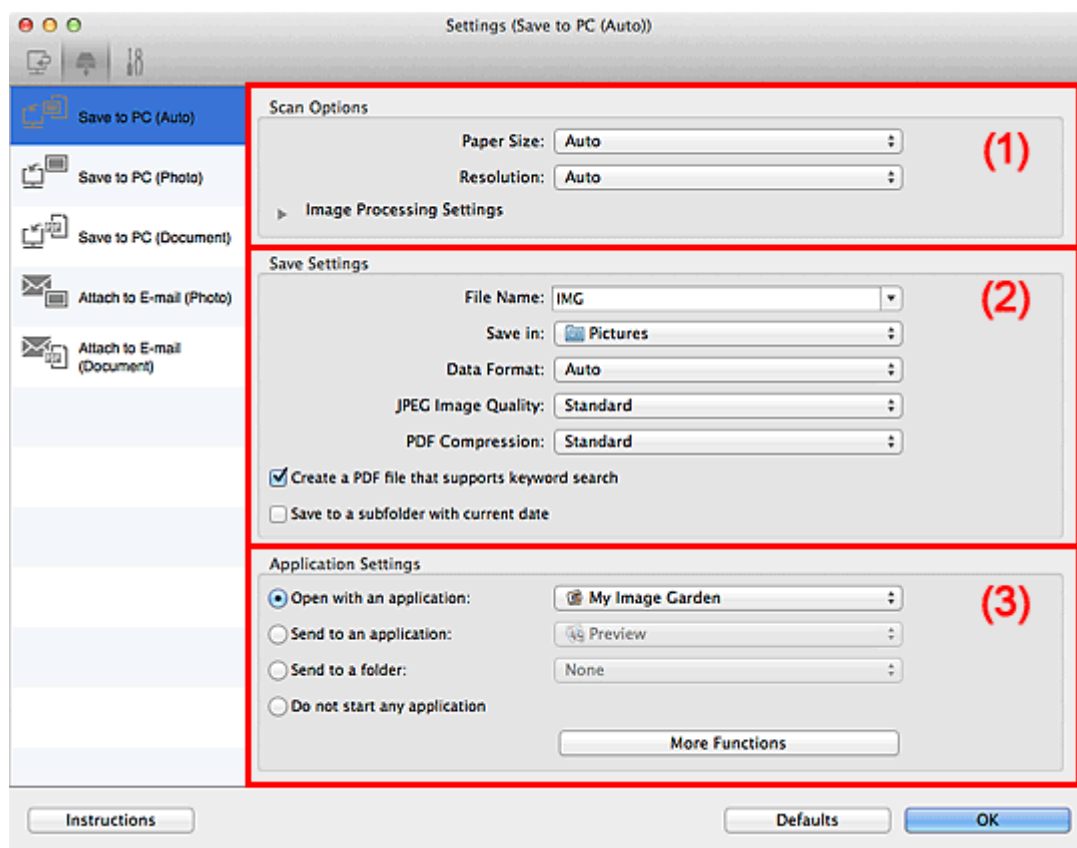 Settings (Save to PC (Auto))
Save to PC (Auto)
Save to PC (Photo)
Save to PC (Document)
Attach to E-mail (Photo)
Attach to E-mail
(Document)
Scan Options
(1)
Paper Size: Auto
Resolution: Auto
Image Processing Settings
Save Settings
(2)
File Name: IMG
Save in: Pictures
Data Format: Auto
JPEG Image Quality: Standard
PDF Compression: Standard
Create a PDF file that supports keyword search
Save to a subfolder with current date
Application Settings
(3)
Open with an application: My Image Garden
Send to an application: Preview
Send to a folder: None
Do not start any application
More Functions
Instructions
Defaults
OK